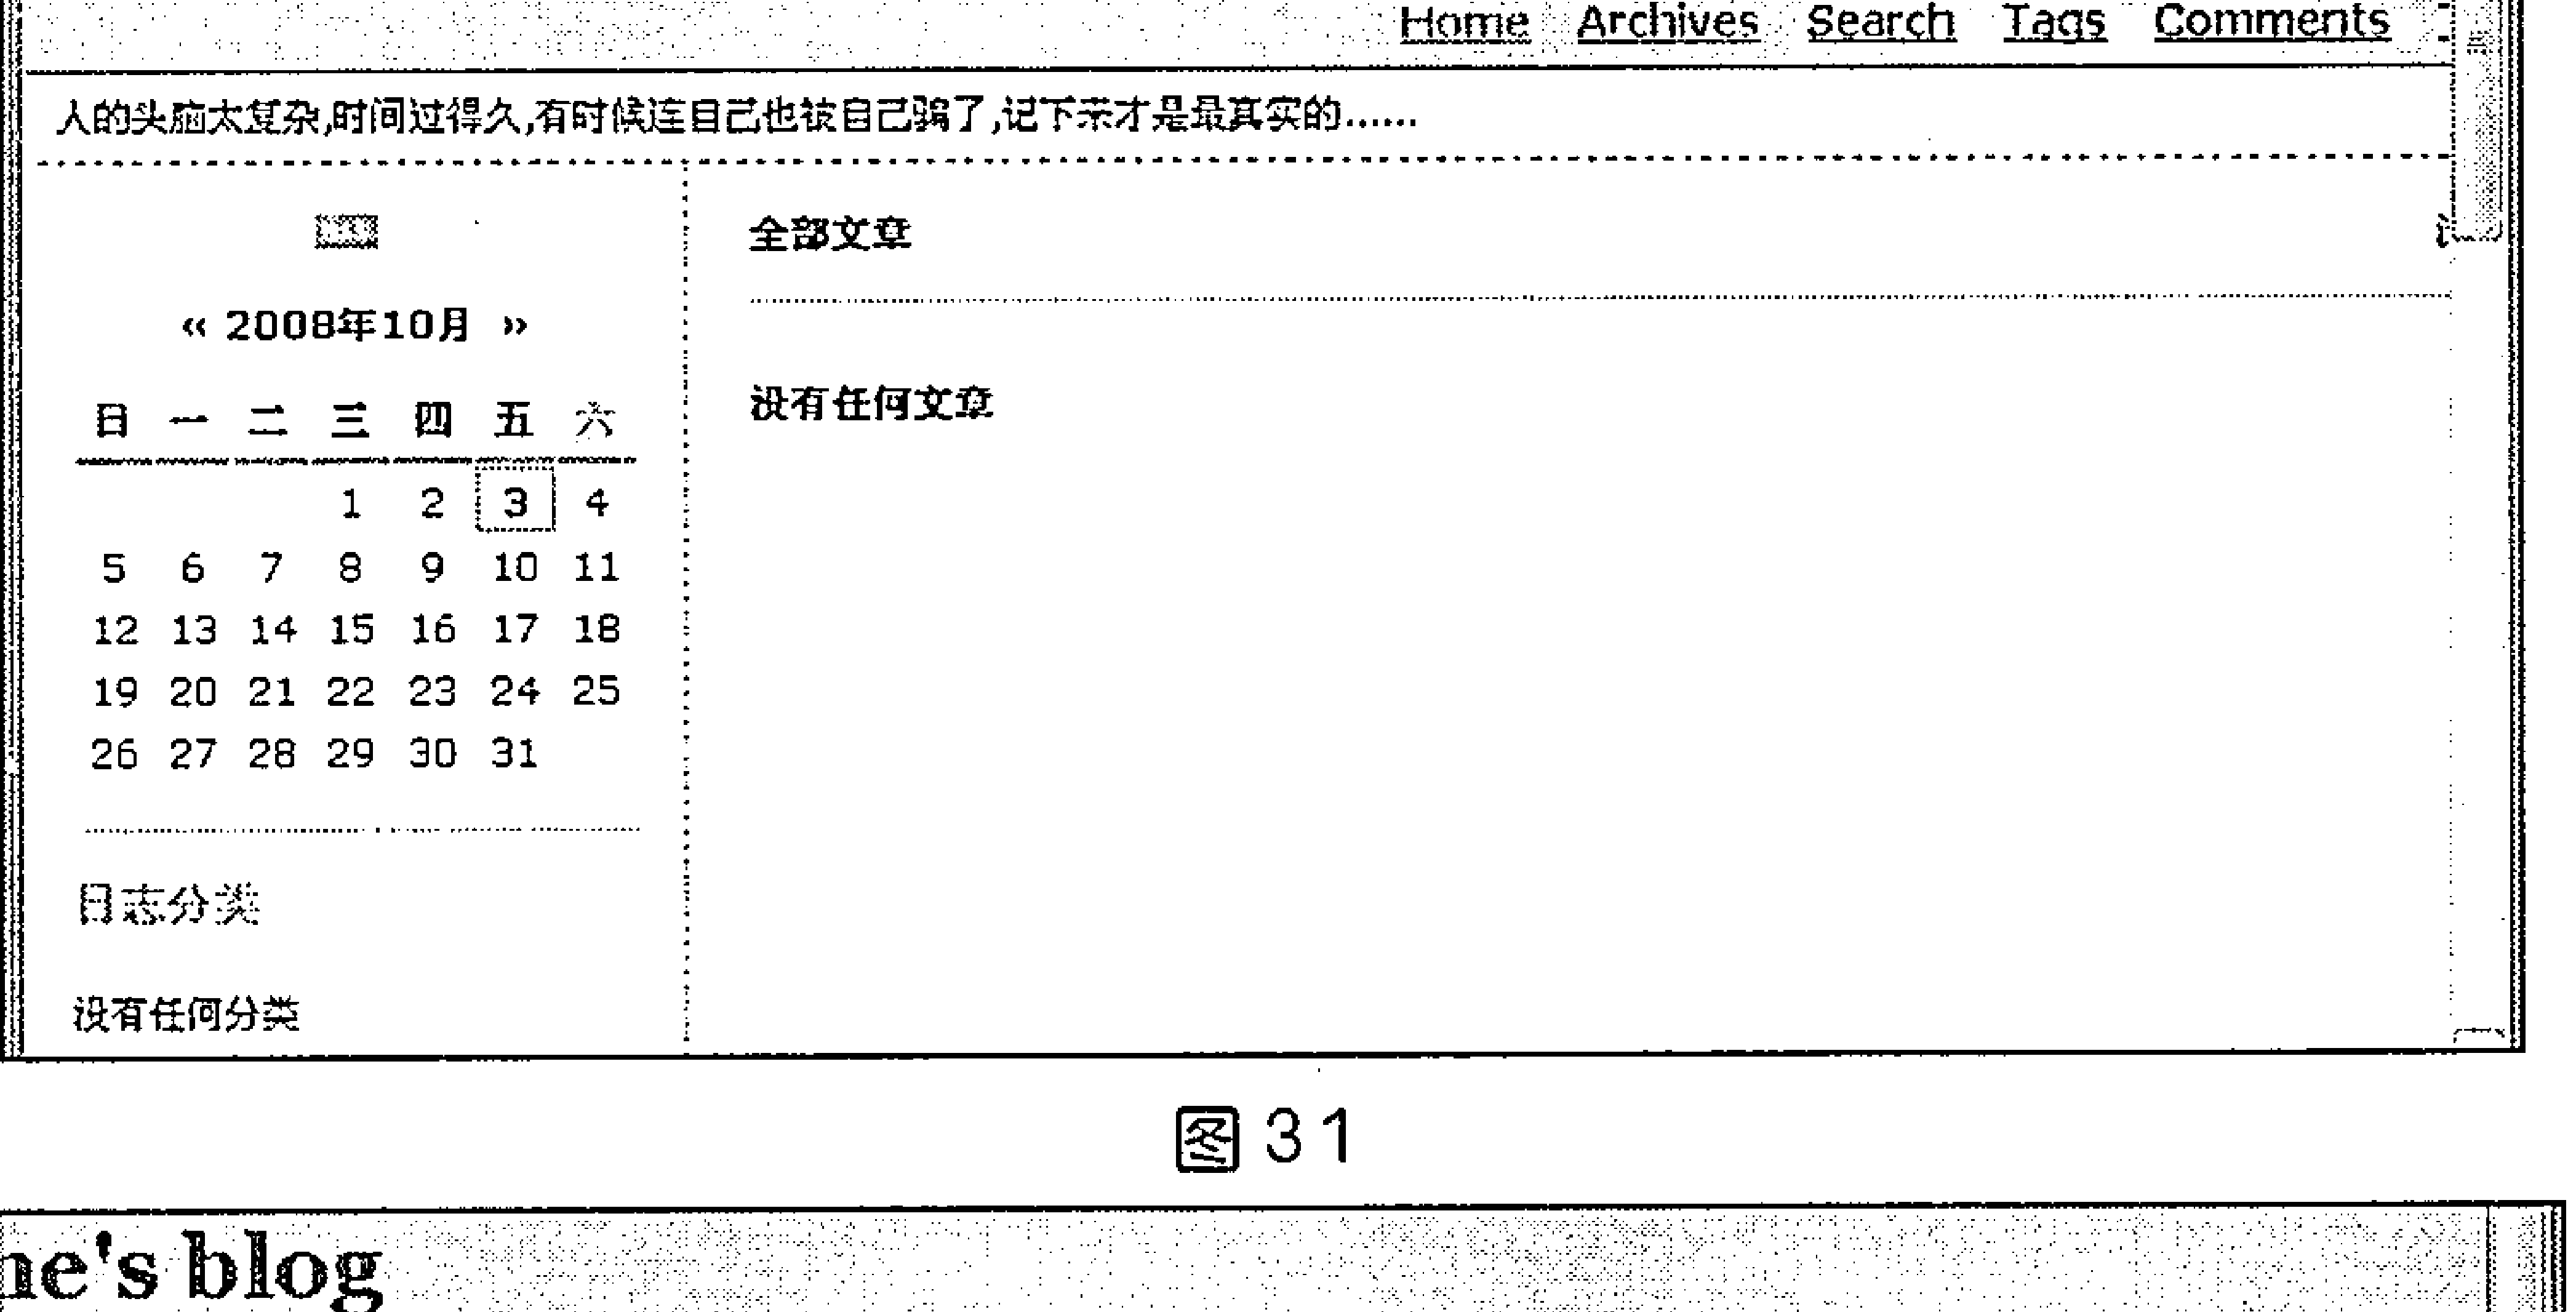 Home Archives Search Tags Comments
人的头脑太复杂,时间过得久,有时候连自己也被自己骗了,记下来才是最真实的......
全部文章
« 2008年10月 »
没有任何文章
日 一 二 三 四 五 六
1 2 3 4
5 6 7 8 9 10 11
12 13 14 15 16 17 18
19 20 21 22 23 24 25
26 27 28 29 30 31
日志分类
没有任何分类
图 31
ne's blog